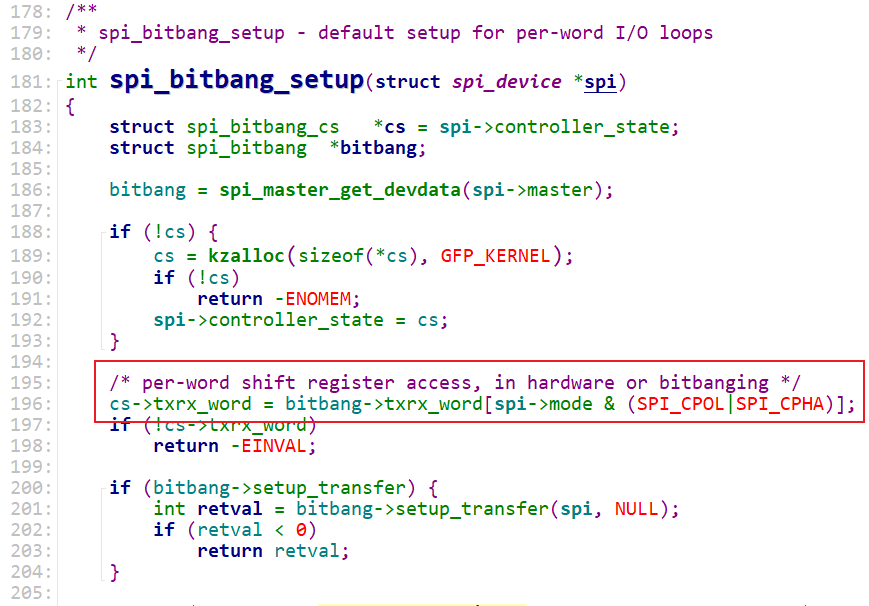 178: /**
179:  * spi_bitbang_setup - default setup for per-word I/O loops
180:  */
181: int spi_bitbang_setup(struct spi_device *spi)
182: {
183:     struct spi_bitbang_cs   *cs = spi->controller_state;
184:     struct spi_bitbang  *bitbang;
185:
186:     bitbang = spi_master_get_devdata(spi->master);
187:
188:     if (!cs) {
189:         cs = kzalloc(sizeof(*cs), GFP_KERNEL);
190:         if (!cs)
191:             return -ENOMEM;
192:         spi->controller_state = cs;
193:     }
194:
195:     /* per-word shift register access, in hardware or bitbanging */
196:     cs->txrx_word = bitbang->txrx_word[spi->mode & (SPI_CPOL|SPI_CPHA)];
197:     if (!cs->txrx_word)
198:         return -EINVAL;
199:
200:     if (bitbang->setup_transfer) {
201:         int retval = bitbang->setup_transfer(spi, NULL);
202:         if (retval < 0)
203:             return retval;
204:     }
205: